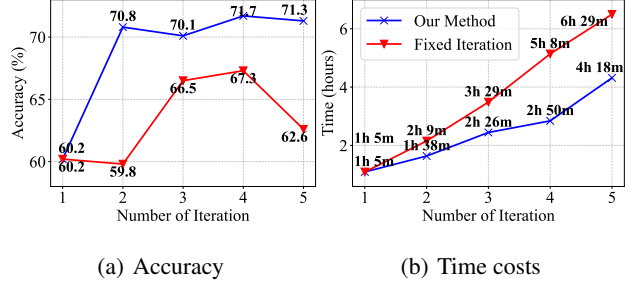 Accuracy (%)
70
65
60
60.2
60.2
70.8
59.8
70.1
66.5
71.7
67.3
71.3
62.6
1 2 3 4 5
Number of Iteration
(a) Accuracy
Time (hours)
6
4
2
Our Method
Fixed Iteration
1h 5m
1h 5m
2h 9m
1h 38m
3h 29m
2h 26m
5h 8m
2h 50m
6h 29m
4h 18m
1 2 3 4 5
Number of Iteration
(b) Time costs